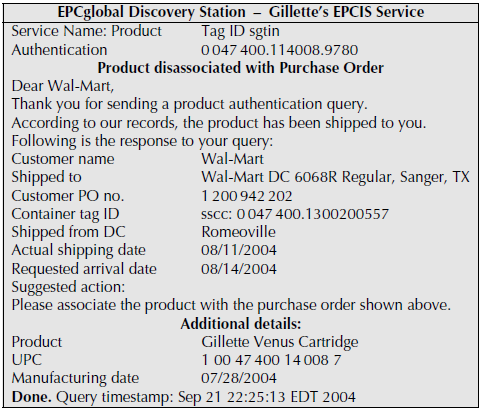 EPCglobal Discovery Station – Gillette's EPCIS Service
Service Name: Product Tag ID sgtin
Authentication 0 047 400.114008.9780
Product disassociated with Purchase Order
Dear Wal-Mart,
Thank you for sending a product authentication query.
According to our records, the product has been shipped to you.
Following is the response to your query:
Customer name Wal-Mart
Shipped to Wal-Mart DC 6068R Regular, Sanger, TX
Customer PO no. 1 200 942 202
Container tag ID sscc: 0 047 400.1300200557
Shipped from DC Romeoville
Actual shipping date 08/11/2004
Requested arrival date 08/14/2004
Suggested action:
Please associate the product with the purchase order shown above.
Additional details:
Product Gillette Venus Cartridge
UPC 1 00 47 400 14 008 7
Manufacturing date 07/28/2004
Done. Query timestamp: Sep 21 22:25:13 EDT 2004